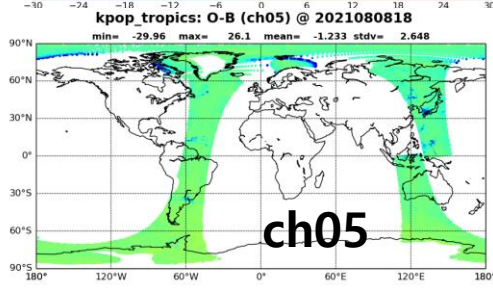 −30 −24 −18 −12 −6 0 6 12 18 24 30
kpop_tropics: O-B (ch05) @ 2021080818
min= -29.96 max= 26.1 mean= -1.233 stdv= 2.648
90°N
60°N
30°N
0°
30°S
60°S
90°S
ch05
180° 120°W 60°W 0° 60°E 120°E 180°